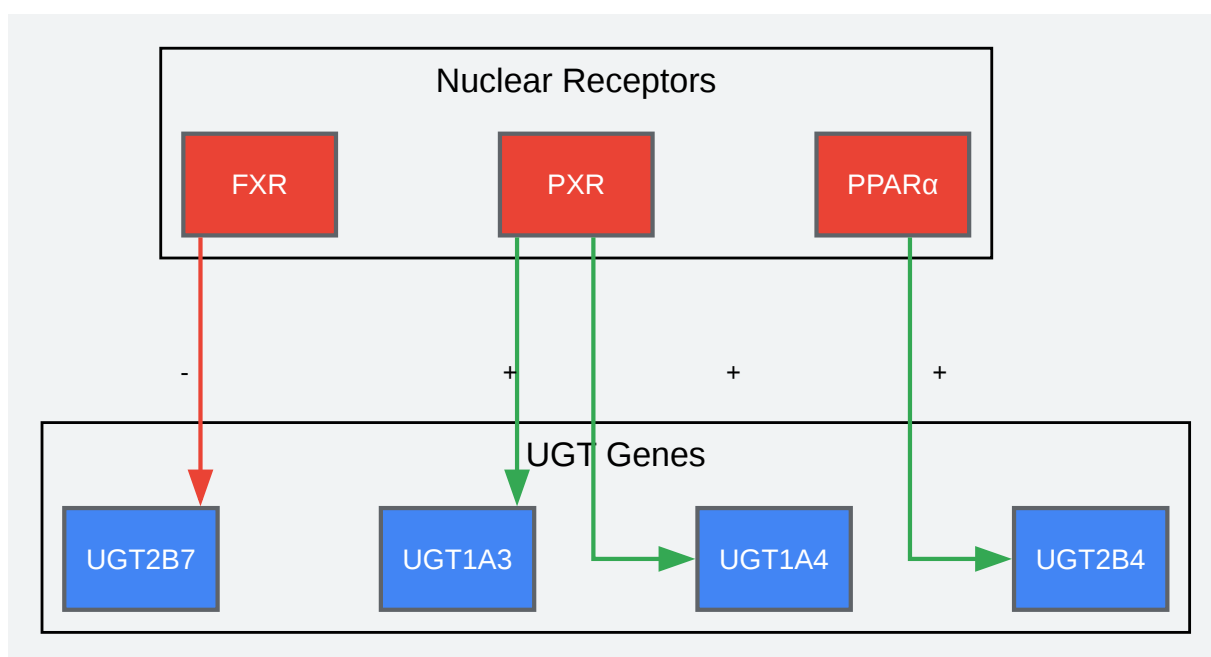 Nuclear Receptors
FXR
PXR
PPARα
-
+
+
+
UGT Genes
UGT2B7
UGT1A3
UGT1A4
UGT2B4